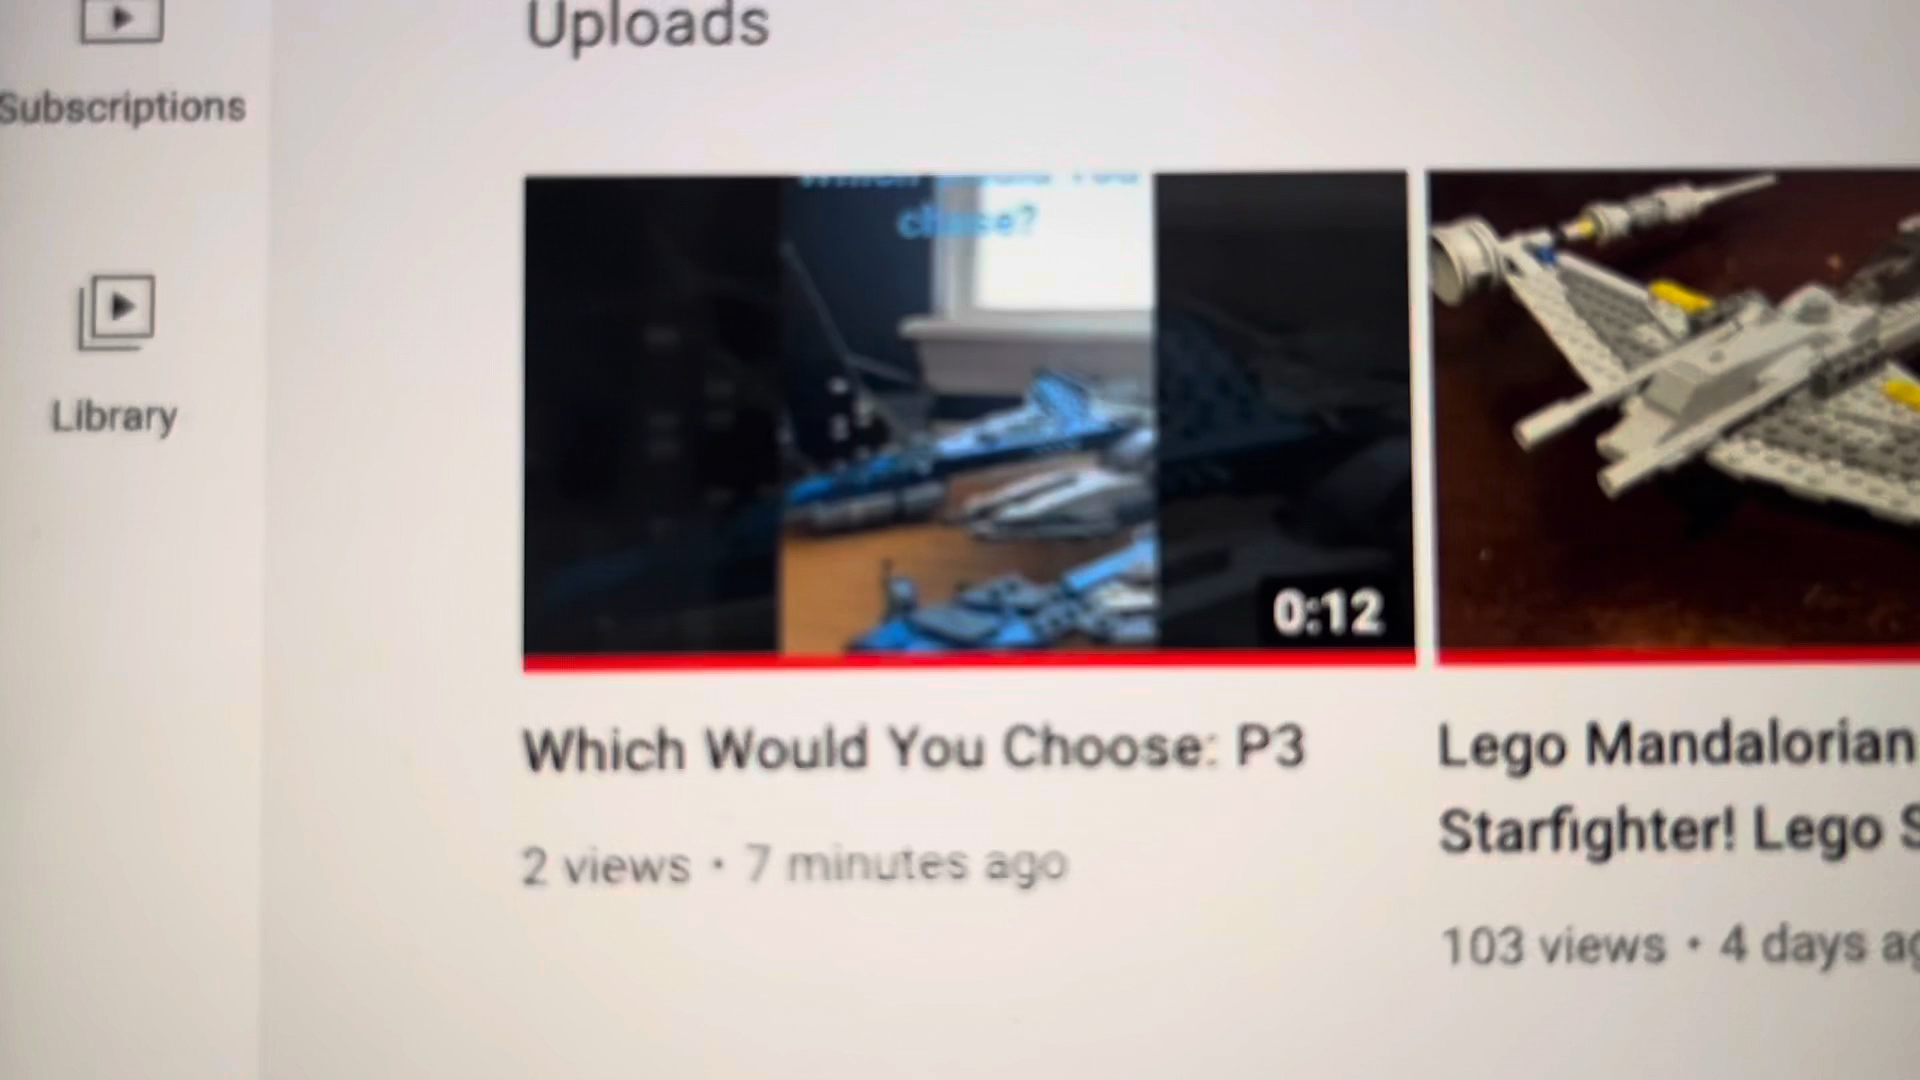 Uploads
Subscriptions
Library
choose?
0:12
Which Would You Choose: P3
2 views • 7 minutes ago
Lego Mandalorian
Starfighter! Lego
103 views • 4 days